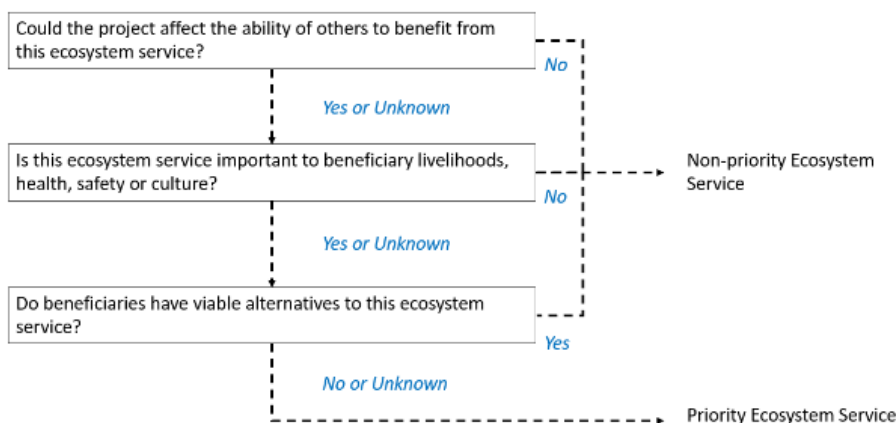 Could the project affect the ability of others to benefit from
this ecosystem service?
No
Yes or Unknown
Is this ecosystem service important to beneficiary livelihoods,
health, safety or culture?
No
Non-priority Ecosystem
Service
Yes or Unknown
Do beneficiaries have viable alternatives to this ecosystem
service?
Yes
No or Unknown
Priority Ecosystem Service